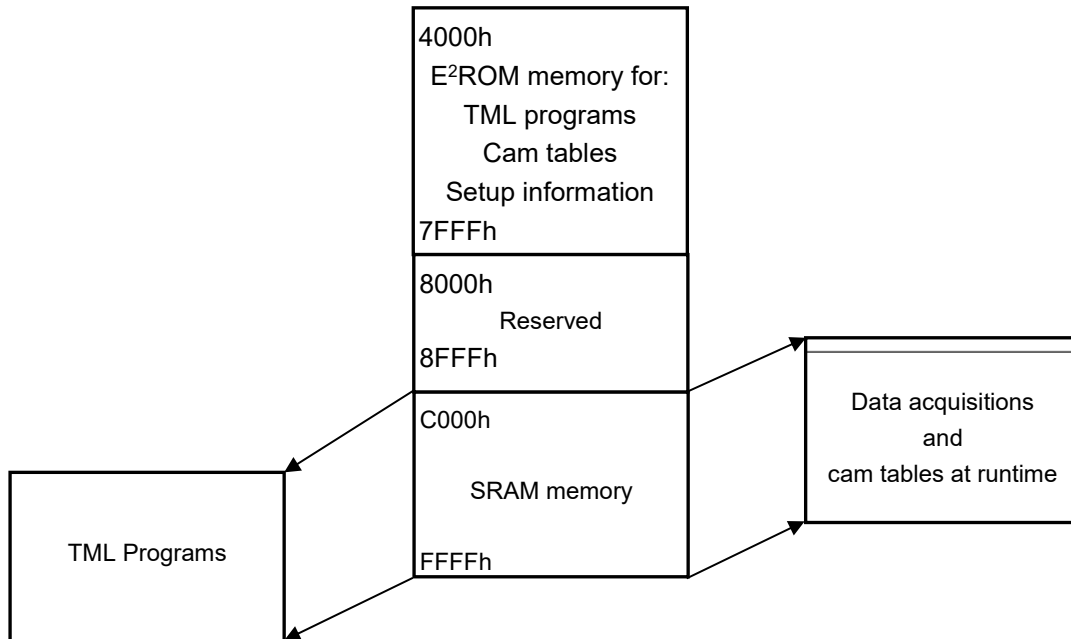 4000h
E²ROM memory for:
TML programs
Cam tables
Setup information
7FFFh
8000h
Reserved
8FFFh
C000h
SRAM memory
FFFFh
Data acquisitions
and
cam tables at runtime
TML Programs